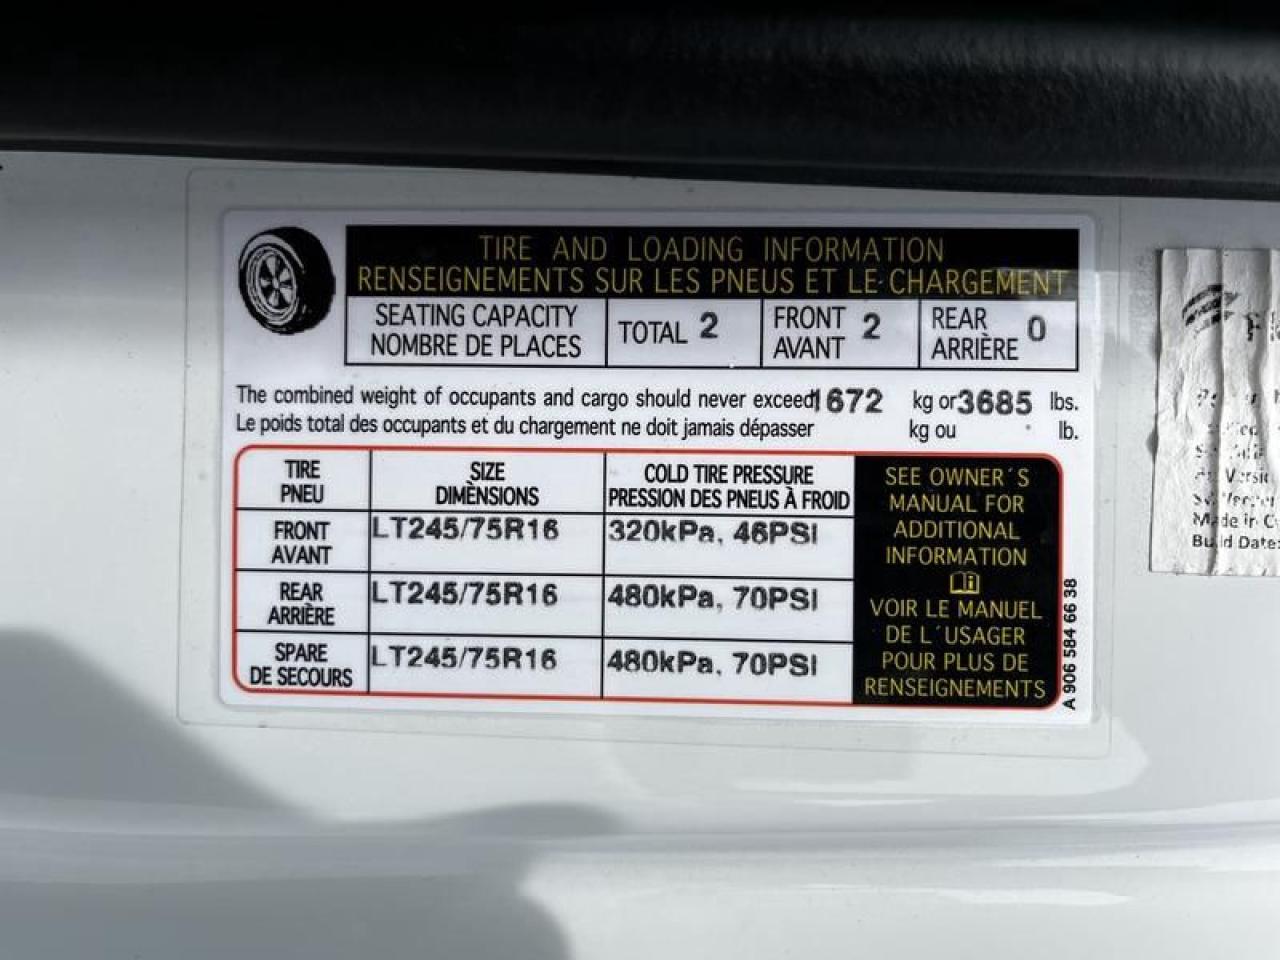 TIRE AND LOADING INFORMATION
RENSEIGNEMENTS SUR LES PNEUS ET LE CHARGEMENT
SEATING CAPACITY
NOMBRE DE PLACES
TOTAL 2
FRONT
AVANT 2
REAR
ARRIÈRE 0
The combined weight of occupants and cargo should never exceed 1672 kg or 3685 lbs.
Le poids total des occupants et du chargement ne doit jamais dépasser kg ou lb.
TIRE
PNEU
SIZE
DIMENSIONS
COLD TIRE PRESSURE
PRESSION DES PNEUS À FROID
FRONT
AVANT
LT245/75R16
320kPa, 46PSI
REAR
ARRIÈRE
LT245/75R16
480kPa, 70PSI
SPARE
DE SECOURS
LT245/75R16
480kPa, 70PSI
SEE OWNER´S
MANUAL FOR
ADDITIONAL
INFORMATION
VOIR LE MANUEL
DE L´USAGER
POUR PLUS DE
RENSEIGNEMENTS
A 906 584 66 38
Made in
Build Date: